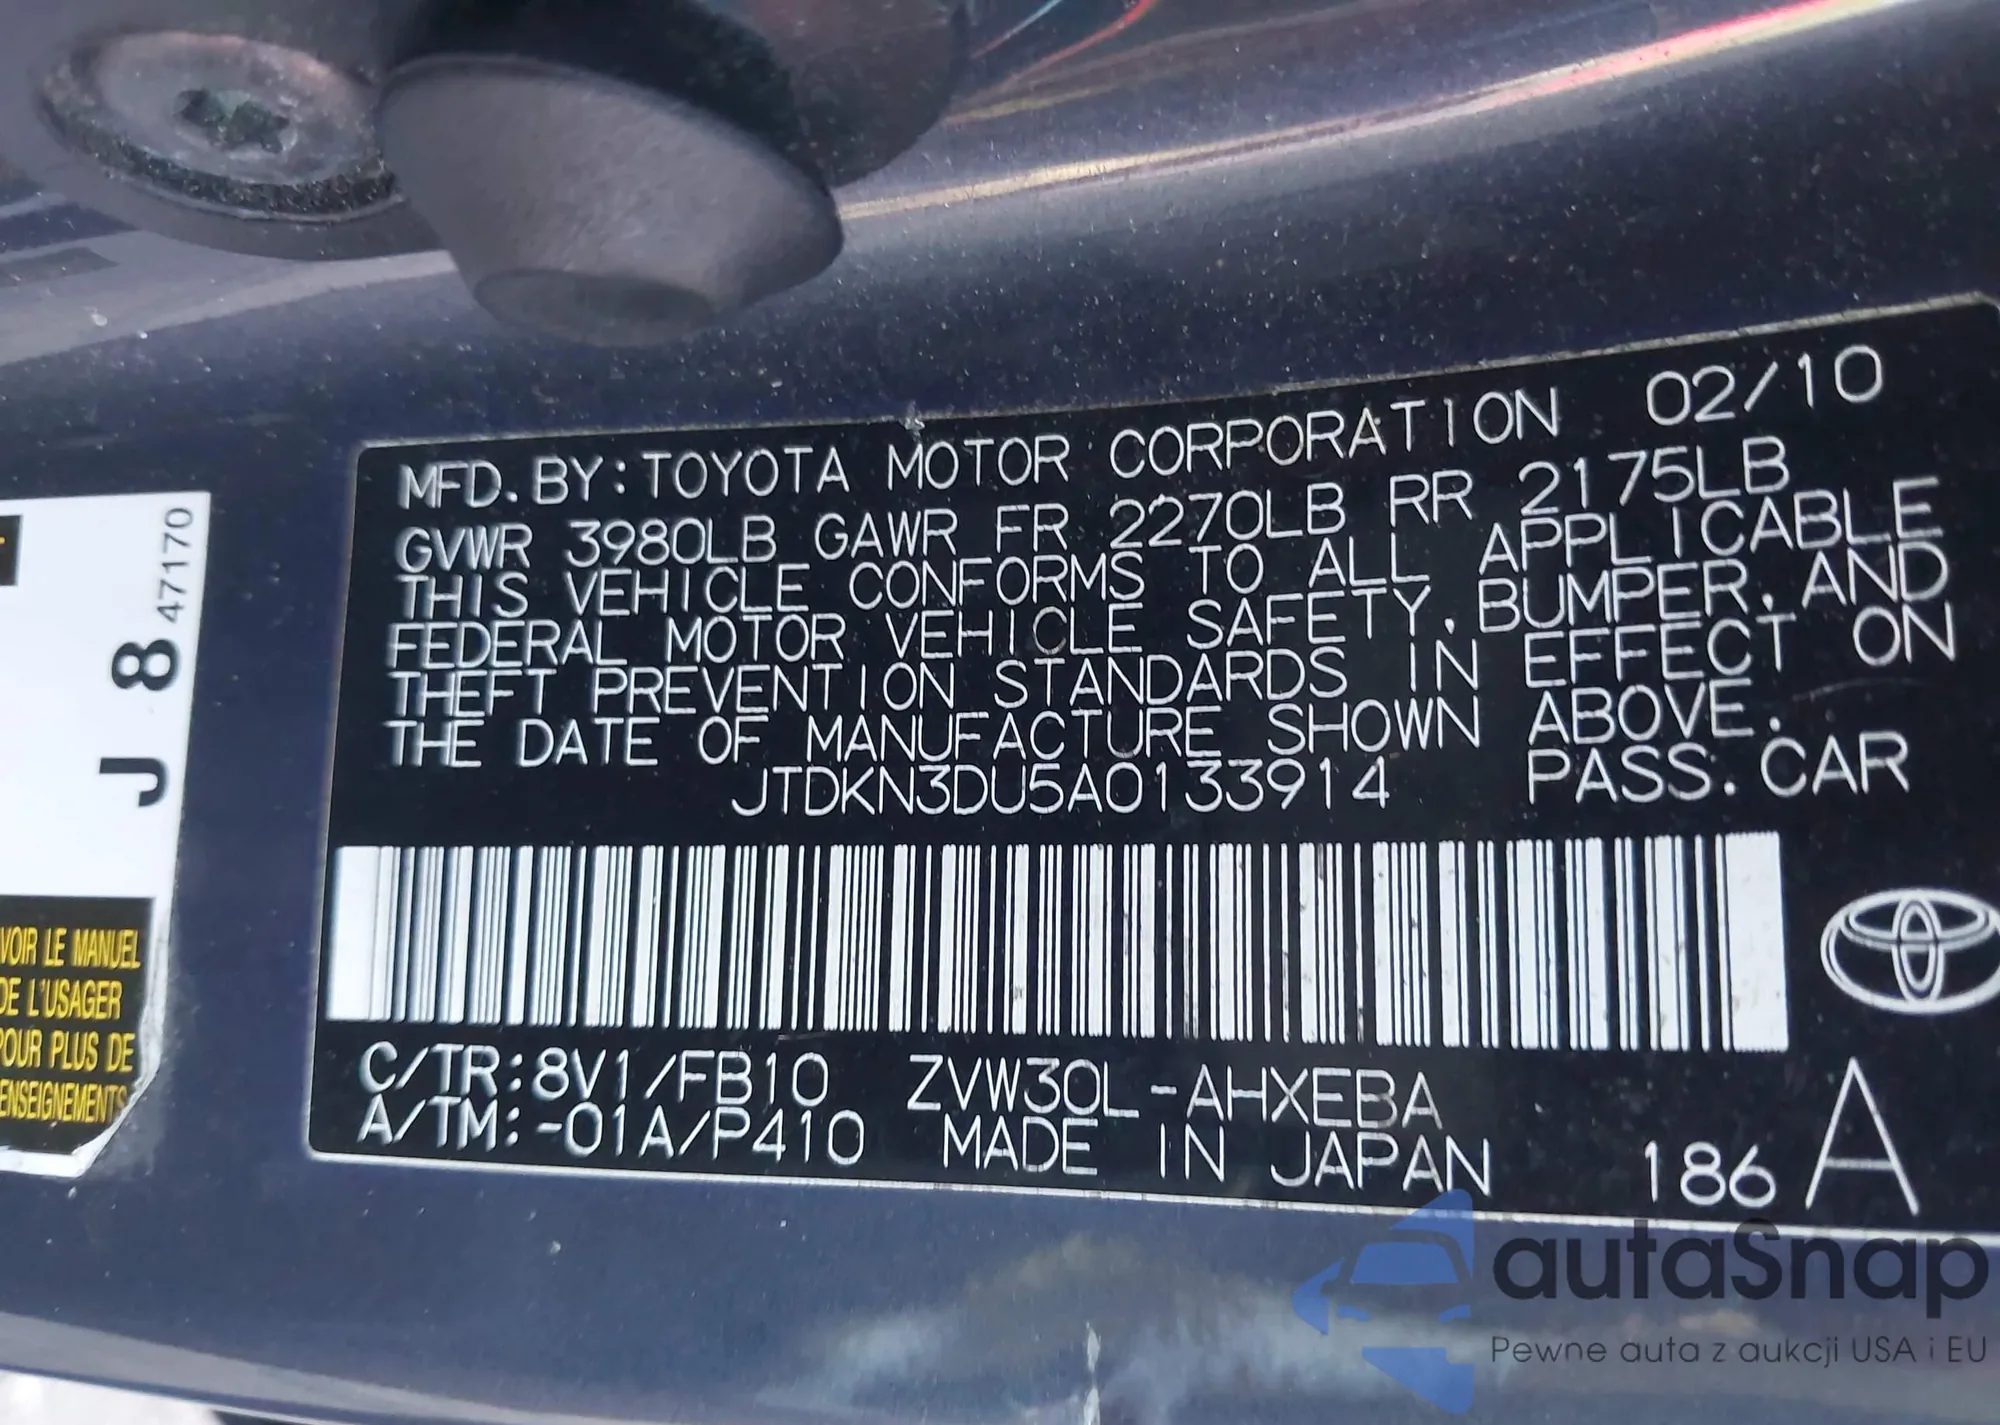 MFD. BY: TOYOTA MOTOR CORPORATION 02/10
GVWR 3980LB GAWR FR 2270LB RR 2175LB
THIS VEHICLE CONFORMS TO ALL APPLICABLE
FEDERAL MOTOR VEHICLE SAFETY, BUMPER, AND
THEFT PREVENTION STANDARDS IN EFFECT ON
THE DATE OF MANUFACTURE SHOWN ABOVE.
JTDKN3DU5A0133914 PASS. CAR
C/TR: 8V1/FB10 ZVW30L-AHXEBA
A/TM: -01A/P410 MADE IN JAPAN 186 A
J 8 47170
VOIR LE MANUEL
DE L'USAGER
POUR PLUS DE
autaSnap
Pewne auta z aukcji USA i EU